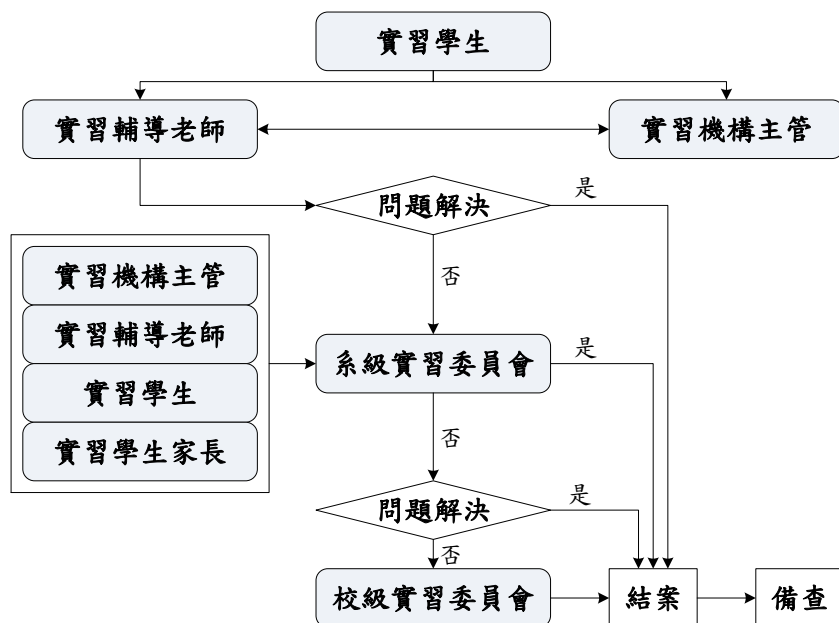 實習學生
實習輔導老師
實習機構主管
問題解決
是
否
實習機構主管
實習輔導老師
實習學生
實習學生家長
系級實習委員會
是
否
問題解決
是
否
校級實習委員會
結案
備查